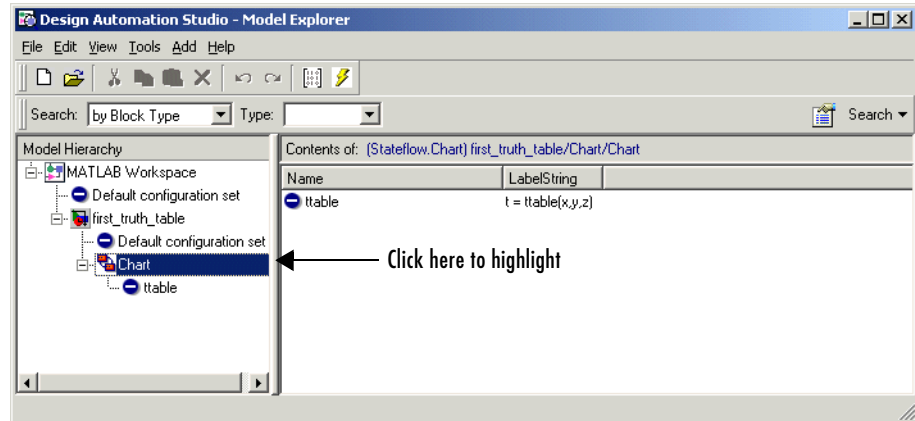 Design Automation Studio - Model Explorer
File Edit View Tools Add Help
Search: by Block Type Type: Search
Model Hierarchy
Contents of: (Stateflow.Chart) first_truth_table/Chart/Chart
MATLAB Workspace
Name LabelString
Default configuration set
ttable t = ttable(x,y,z)
first_truth_table
Default configuration set
Chart
Click here to highlight
ttable